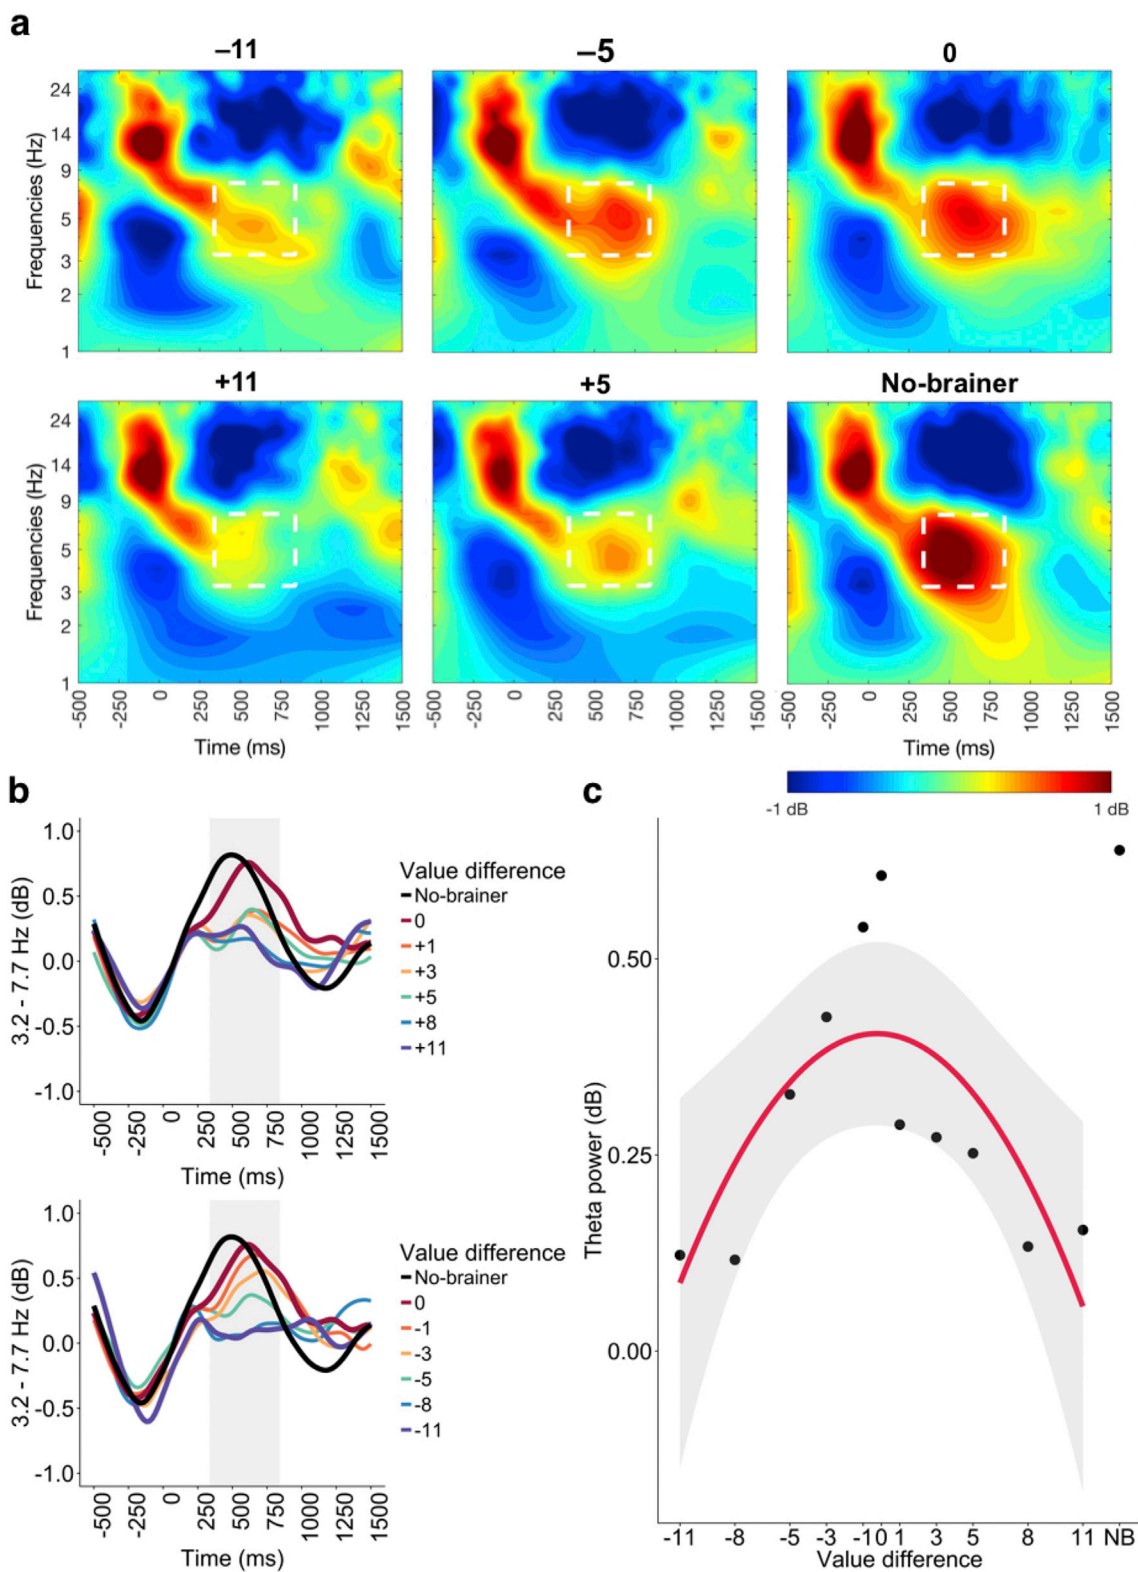 a
–11
–5
0
Frequencies (Hz)
24
14
9
5
3
2
1
+11
+5
No-brainer
Frequencies (Hz)
24
14
9
5
3
2
1
-500 -250 0 250 500 750 1000 1250 1500
-500 -250 0 250 500 750 1000 1250 1500
-500 -250 0 250 500 750 1000 1250 1500
Time (ms)
Time (ms)
-1 dB 1 dB
b
3.2 - 7.7 Hz (dB)
1.0
0.5
0.0
-0.5
-1.0
-500 -250 0 250 500 750 1000 1250 1500
Time (ms)
Value difference
No-brainer
0
+1
+3
+5
+8
+11
3.2 - 7.7 Hz (dB)
1.0
0.5
0.0
-0.5
-1.0
-500 -250 0 250 500 750 1000 1250 1500
Time (ms)
Value difference
No-brainer
0
-1
-3
-5
-8
-11
c
Theta power (dB)
0.50
0.25
0.00
-11 -8 -5 -3 -1 0 1 3 5 8 11 NB
Value difference